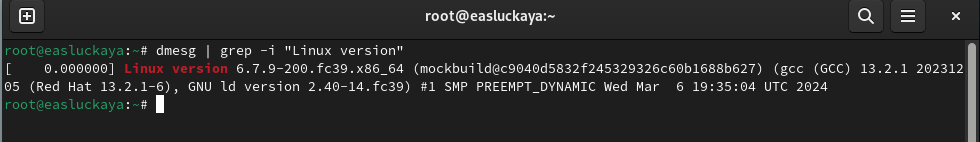 root@easluckaya:~
root@easluckaya:~# dmesg | grep -i "Linux version"
[    0.000000] Linux version 6.7.9-200.fc39.x86_64 (mockbuild@c9040d5832f245329326c60b1688b627) (gcc (GCC) 13.2.1 202312
05 (Red Hat 13.2.1-6), GNU ld version 2.40-14.fc39) #1 SMP PREEMPT_DYNAMIC Wed Mar  6 19:35:04 UTC 2024
root@easluckaya:~#